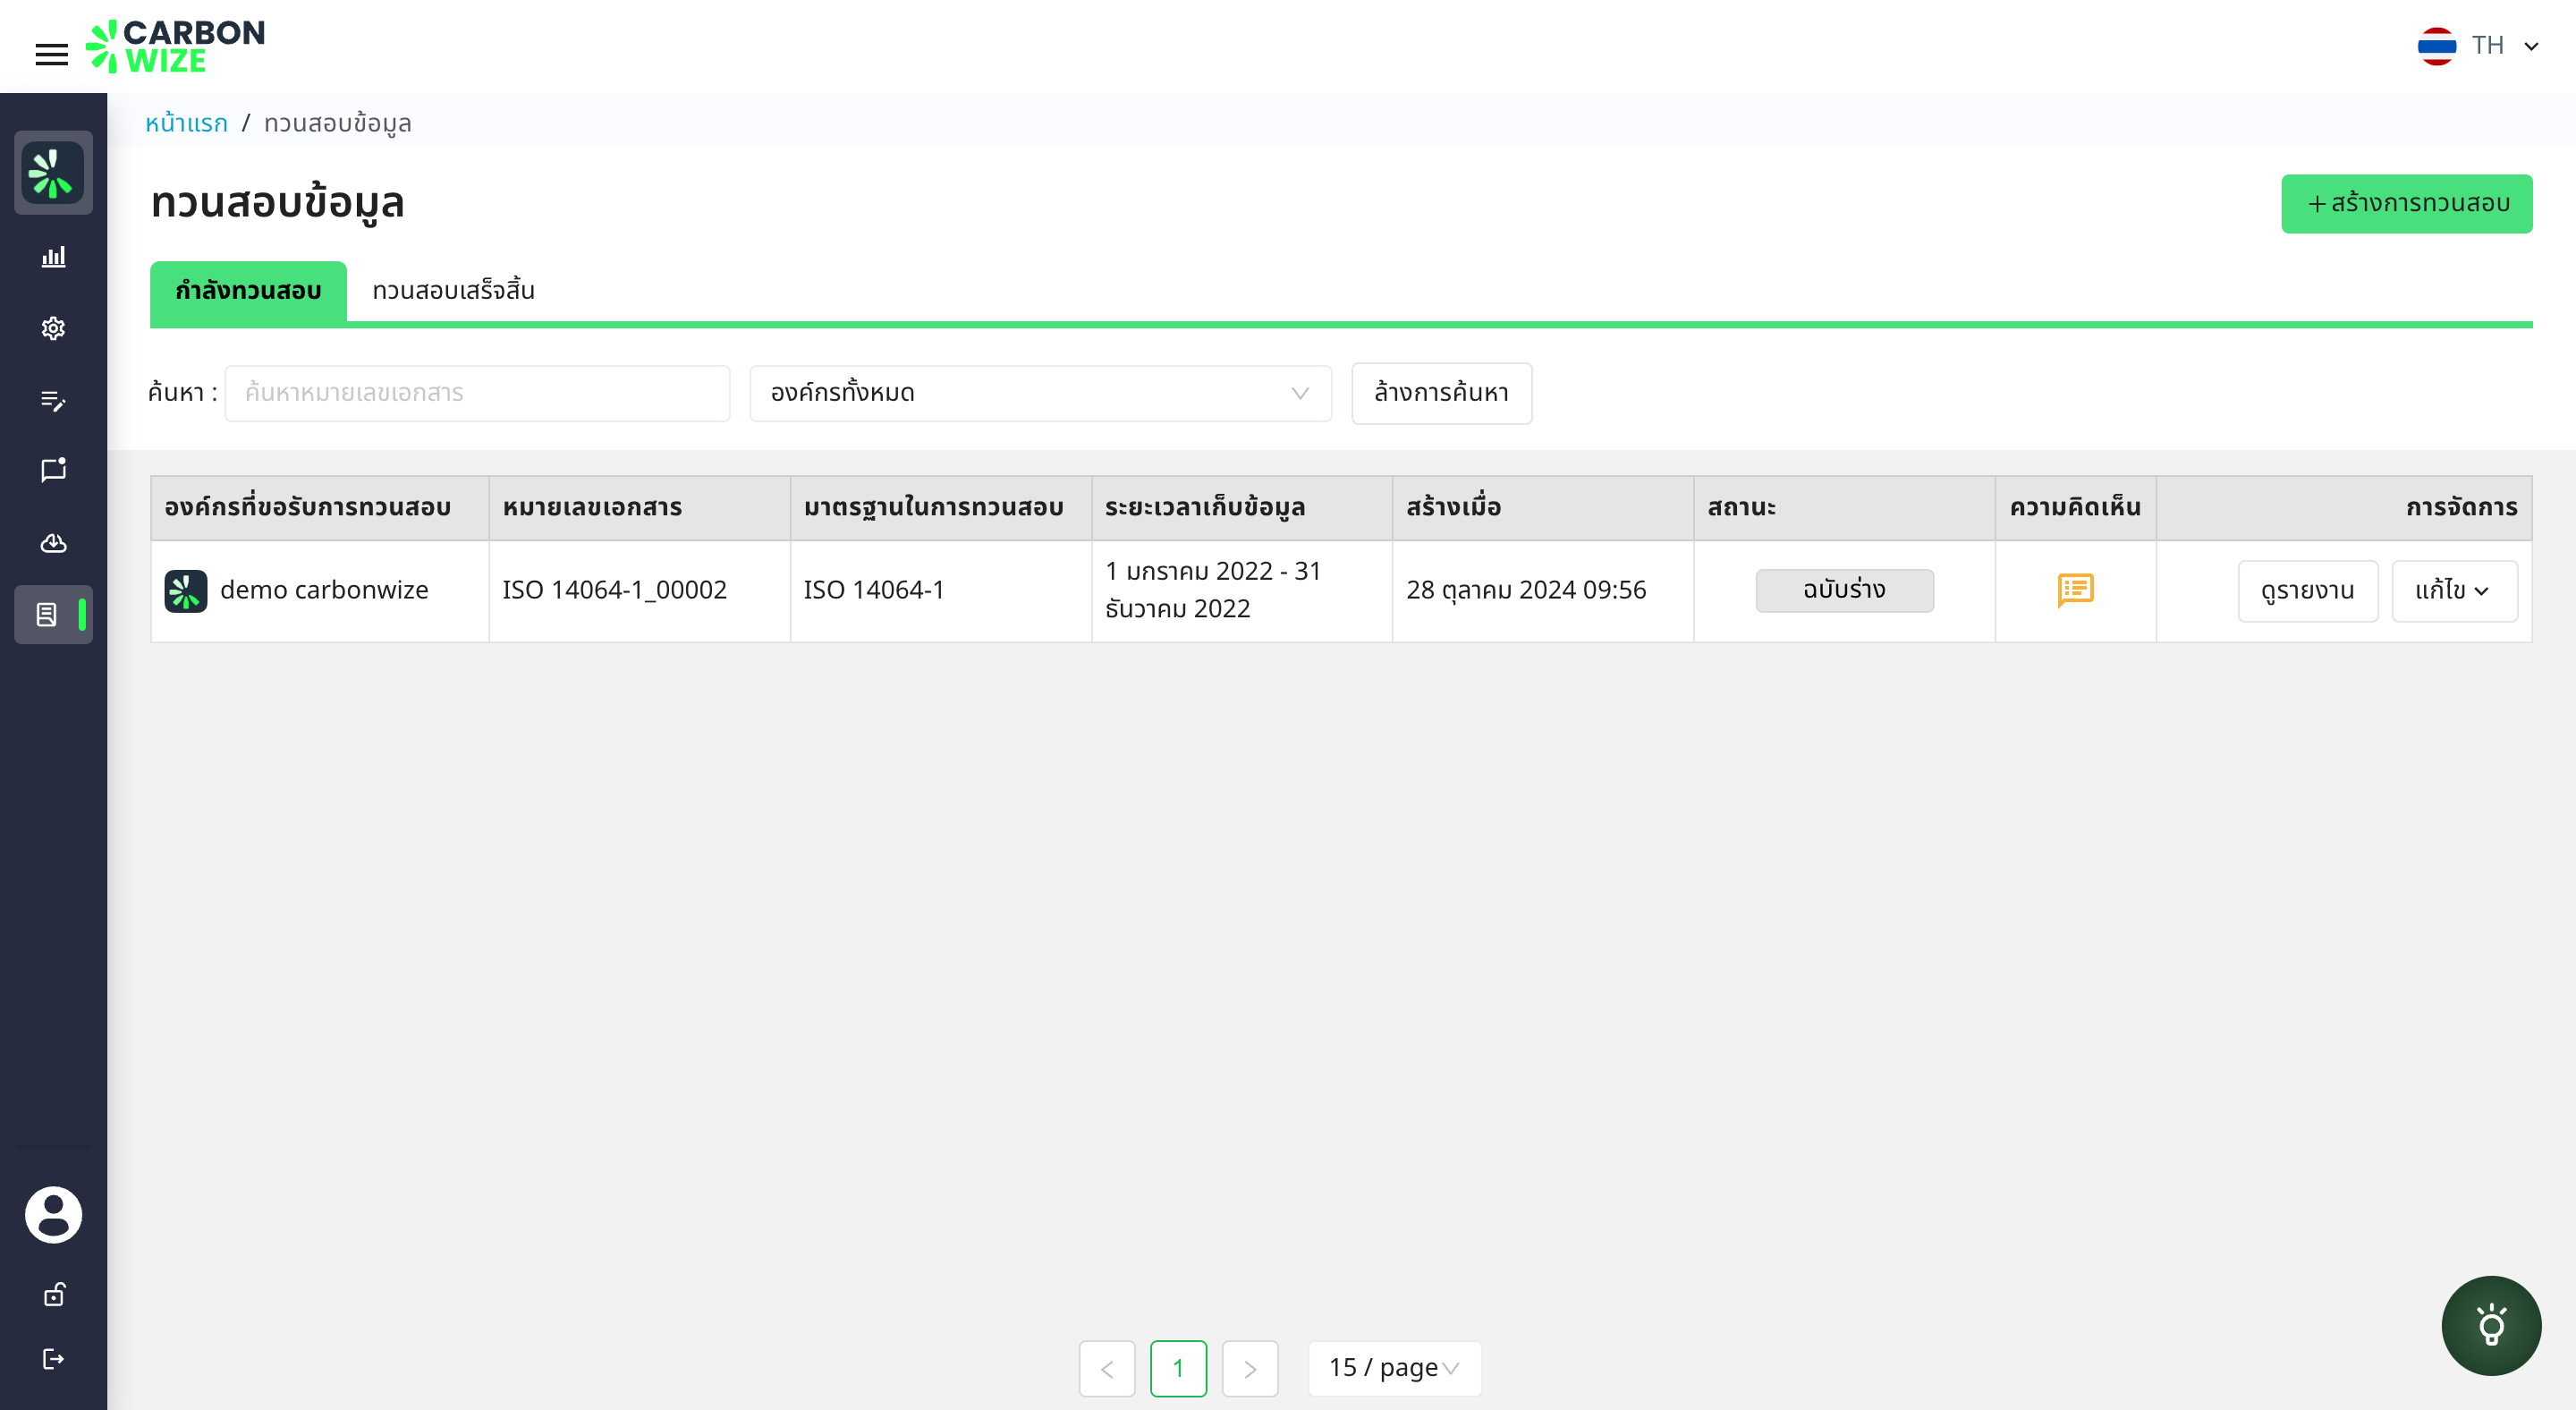 CARBON
WIZE
TH
หน้าแรก / ทวนสอบข้อมูล
ทวนสอบข้อมูล
+ สร้างการทวนสอบ
กำลังทวนสอบ
ทวนสอบเสร็จสิ้น
ค้นหา :
ค้นหาหมายเลขเอกสาร
องค์กรทั้งหมด
ล้างการค้นหา
องค์กรที่ขอรับการทวนสอบ
หมายเลขเอกสาร
มาตรฐานในการทวนสอบ
ระยะเวลาเก็บข้อมูล
สร้างเมื่อ
สถานะ
ความคิดเห็น
การจัดการ
demo carbonwize
ISO 14064-1_00002
ISO 14064-1
1 มกราคม 2022 - 31
ธันวาคม 2022
28 ตุลาคม 2024 09:56
ฉบับร่าง
ดูรายงาน
แก้ไข
1
15 / page